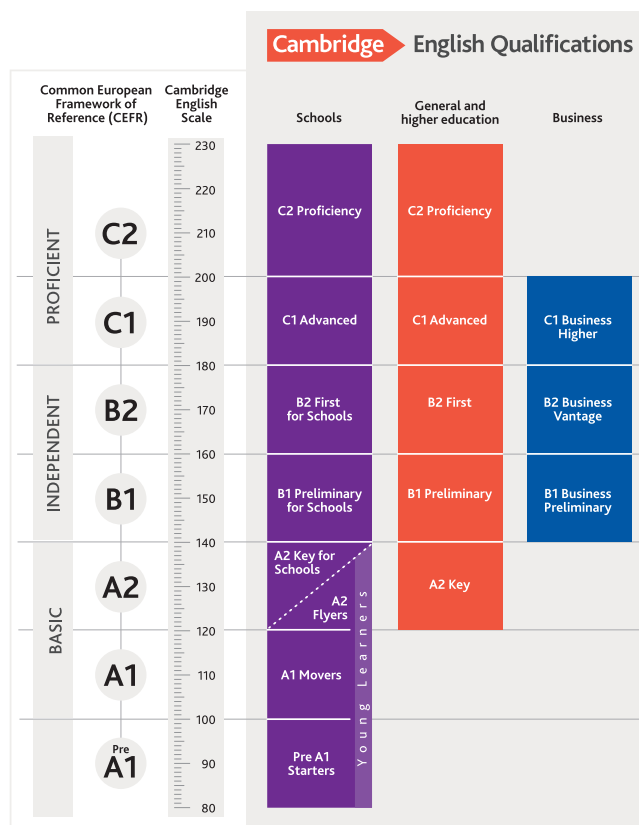 Cambridge English Qualifications
Common European
Framework of
Reference (CEFR)
Cambridge
English
Scale
Schools
General and
higher education
Business
PROFICIENT
INDEPENDENT
BASIC
C2
C1
B2
B1
A2
A1
Pre
A1
230
220
210
200
190
180
170
160
150
140
130
120
110
100
90
80
C2 Proficiency
C1 Advanced
B2 First
for Schools
B1 Preliminary
for Schools
A2 Key for
Schools
A2
Flyers
A1 Movers
Pre A1
Starters
Young Learners
C2 Proficiency
C1 Advanced
B2 First
B1 Preliminary
A2 Key
C1 Business
Higher
B2 Business
Vantage
B1 Business
Preliminary